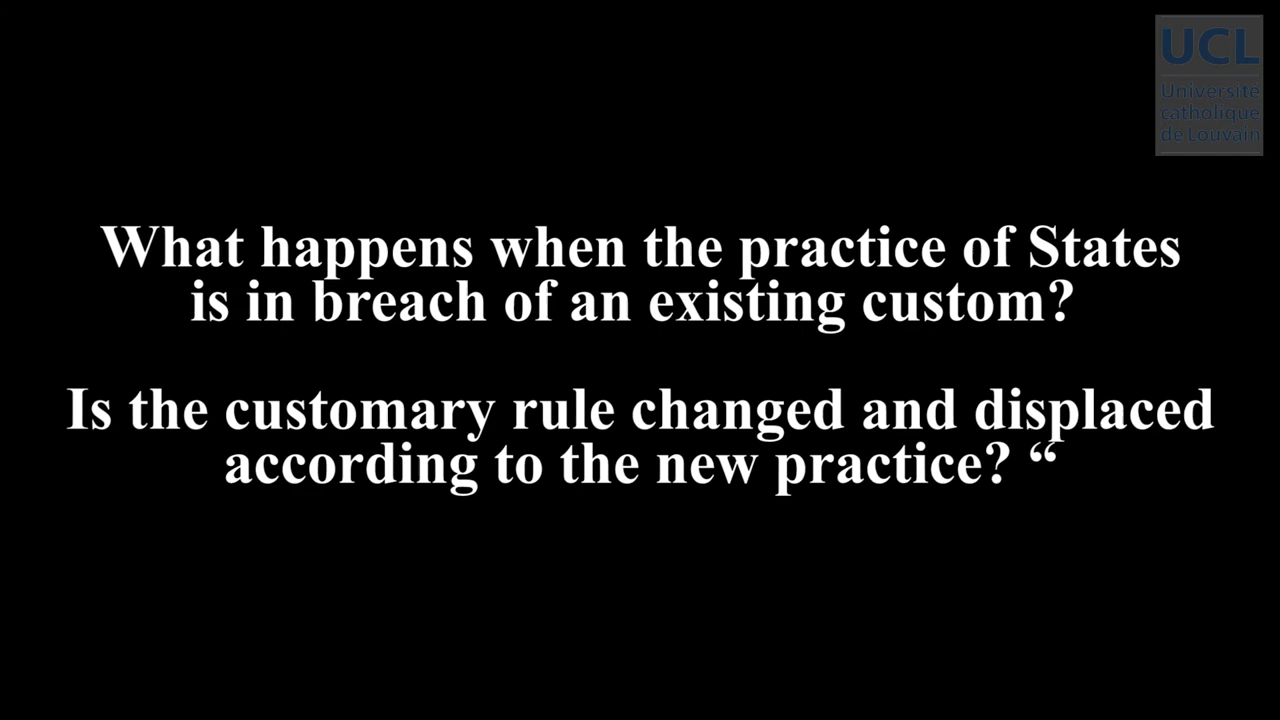 UCL
Université
catholique
de Louvain
What happens when the practice of States
is in breach of an existing custom?
Is the customary rule changed and displaced
according to the new practice? “